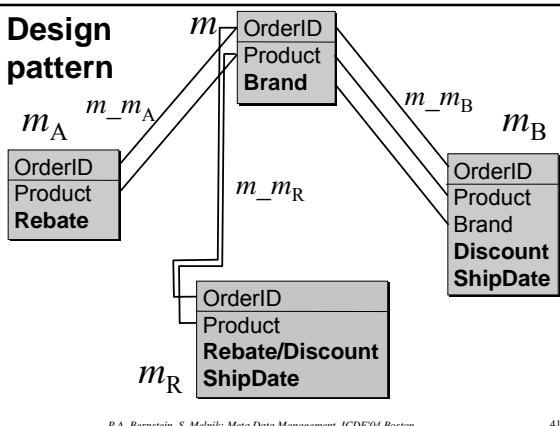 Design
pattern
m
OrderID
Product
Brand
m_mA
m_mB
mA
OrderID
Product
Rebate
mB
OrderID
Product
Brand
Discount
ShipDate
m_mR
mR
OrderID
Product
Rebate/Discount
ShipDate
P.A. Bernstein, S. Melnik: Meta Data Management, ICDE'04 Boston
41